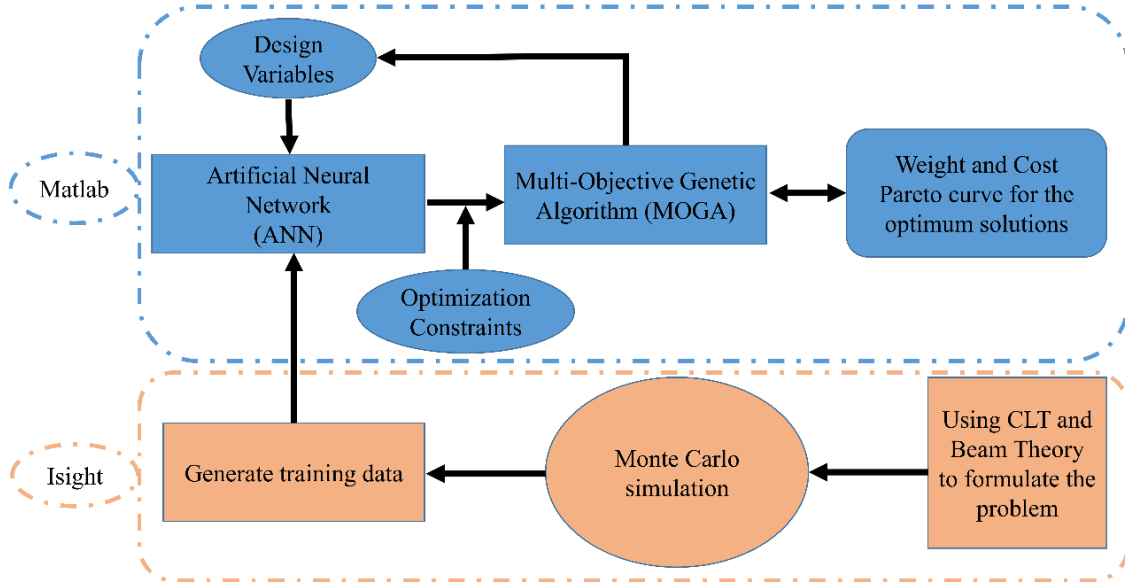 Design
Variables
Matlab
Artificial Neural
Network
(ANN)
Multi-Objective Genetic
Algorithm (MOGA)
Weight and Cost
Pareto curve for the
optimum solutions
Optimization
Constraints
Isight
Generate training data
Monte Carlo
simulation
Using CLT and
Beam Theory
to formulate the
problem